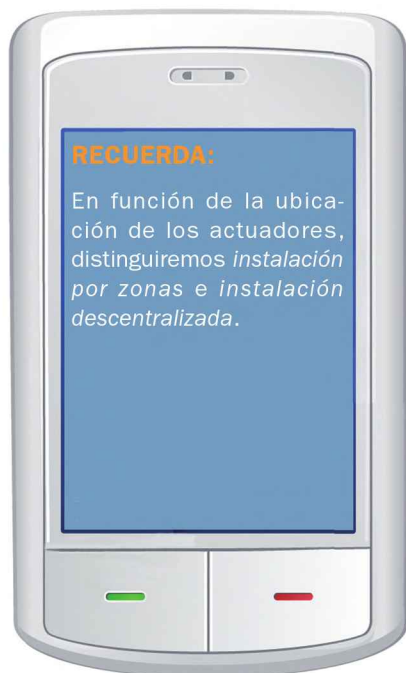 RECUERDA:
En función de la ubica-
ción de los actuadores,
distinguiremos instalación
por zonas e instalación
descentralizada.